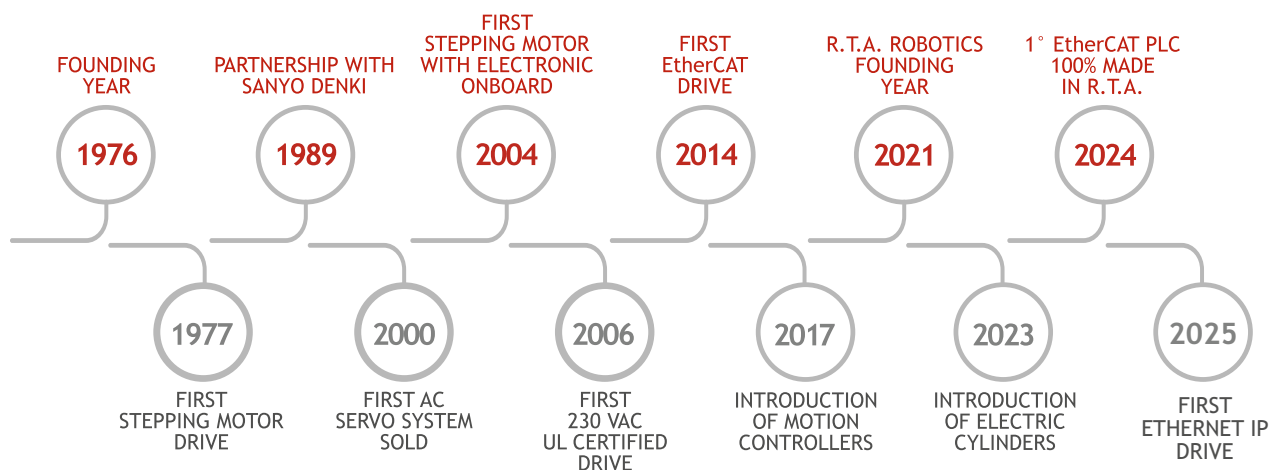 FOUNDING
YEAR
1976
1977
FIRST
STEPPING MOTOR
DRIVE
PARTNERSHIP WITH
SANYO DENKI
1989
2000
FIRST AC
SERVO SYSTEM
SOLD
FIRST
STEPPING MOTOR
WITH ELECTRONIC
ONBOARD
2004
2006
FIRST
230 VAC
UL CERTIFIED
DRIVE
FIRST
EtherCAT
DRIVE
2014
2017
INTRODUCTION
OF MOTION
CONTROLLERS
R.T.A. ROBOTICS
FOUNDING
YEAR
2021
2023
INTRODUCTION
OF ELECTRIC
CYLINDERS
1° EtherCAT PLC
100% MADE
IN R.T.A.
2024
2025
FIRST
ETHERNET IP
DRIVE